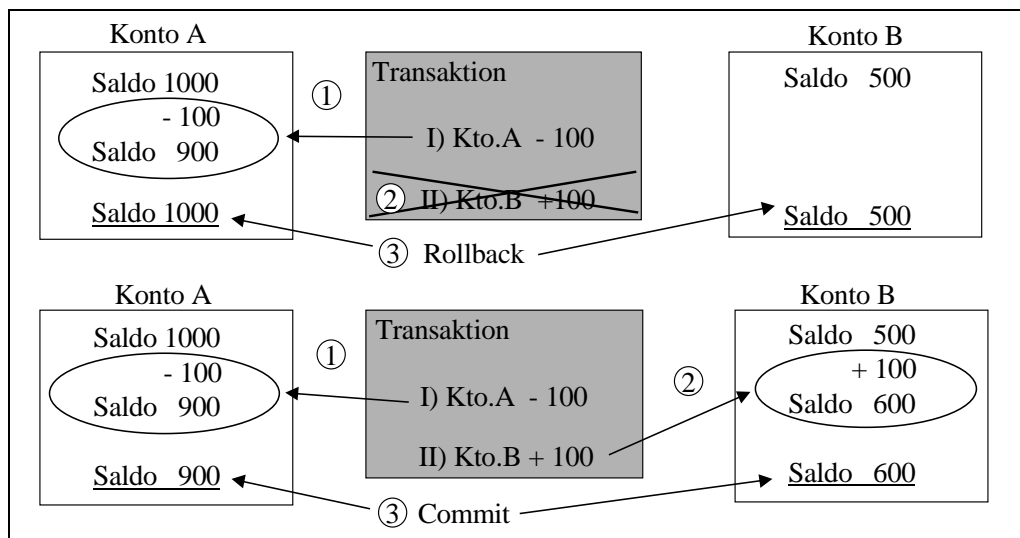 Konto A
Konto B
Saldo 1000
- 100
Saldo 900
Saldo 1000
①
Transaktion
I) Kto.A - 100
② II) Kto.B +100
Saldo 500
Saldo 500
③ Rollback
Konto A
Konto B
Saldo 1000
- 100
Saldo 900
Saldo 900
①
Transaktion
I) Kto.A - 100
II) Kto.B + 100
②
Saldo 500
+ 100
Saldo 600
Saldo 600
③ Commit